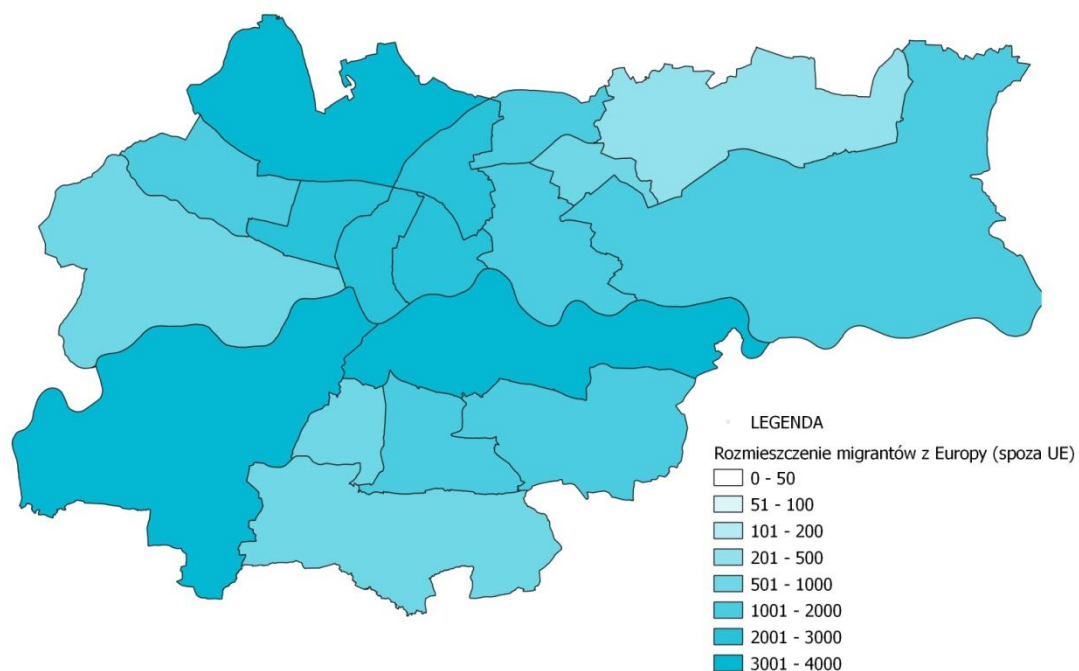 LEGENDA
Rozmieszczenie migrantów z Europy (spoza UE)
0 - 50
51 - 100
101 - 200
201 - 500
501 - 1000
1001 - 2000
2001 - 3000
3001 - 4000